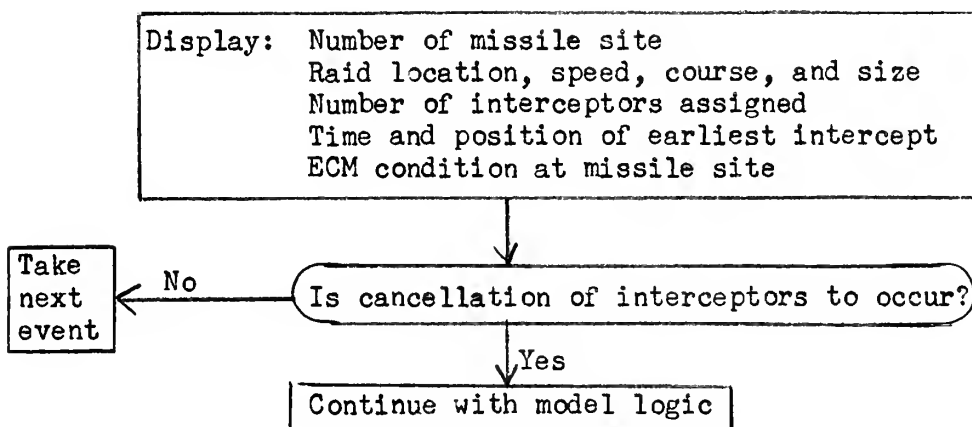 Display: Number of missile site
Raid location, speed, course, and size
Number of interceptors assigned
Time and position of earliest intercept
ECM condition at missile site
Take
next
event
No
Is cancellation of interceptors to occur?
Yes
Continue with model logic